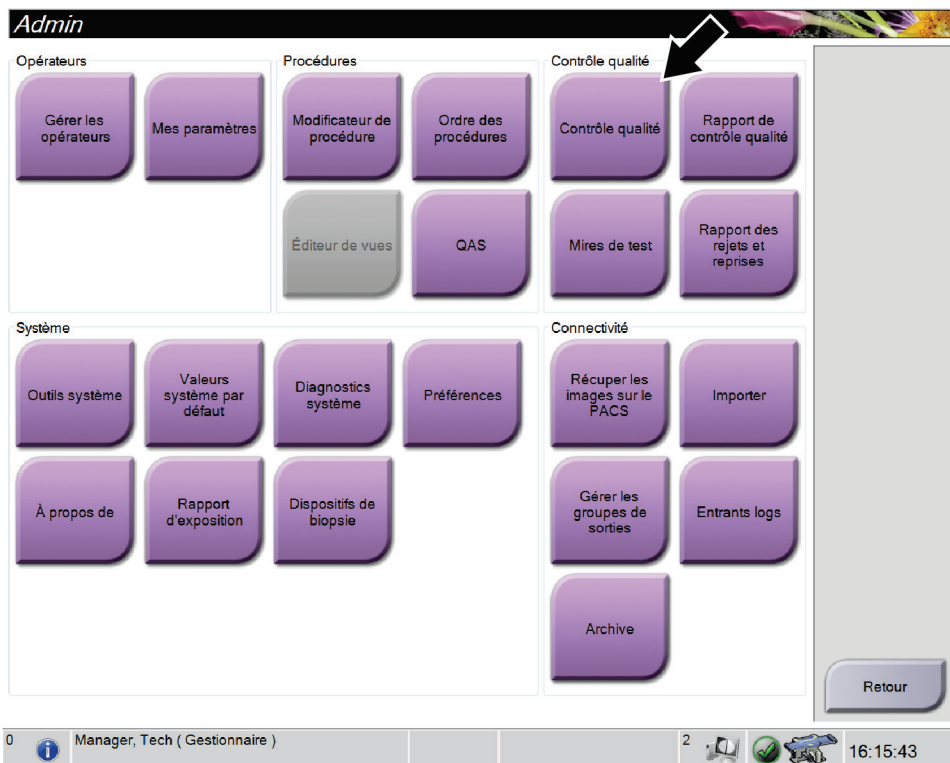 Admin
Opérateurs
Gérer les
opérateurs
Mes paramètres
Procédures
Modificateur de
procédure
Ordre des
procédures
Éditeur de vues
QAS
Contrôle qualité
Contrôle qualité
Rapport de
contrôle qualité
Mires de test
Rapport des
rejets et
reprises
Système
Outils système
Valeurs
système par
défaut
Diagnostics
système
Préférences
À propos de
Rapport
d'exposition
Dispositifs de
biopsie
Connectivité
Récuper les
images sur le
PACS
Importer
Gérer les
groupes de
sorties
Entrants logs
Archive
Retour
0
Manager, Tech ( Gestionnaire )
2
16:15:43